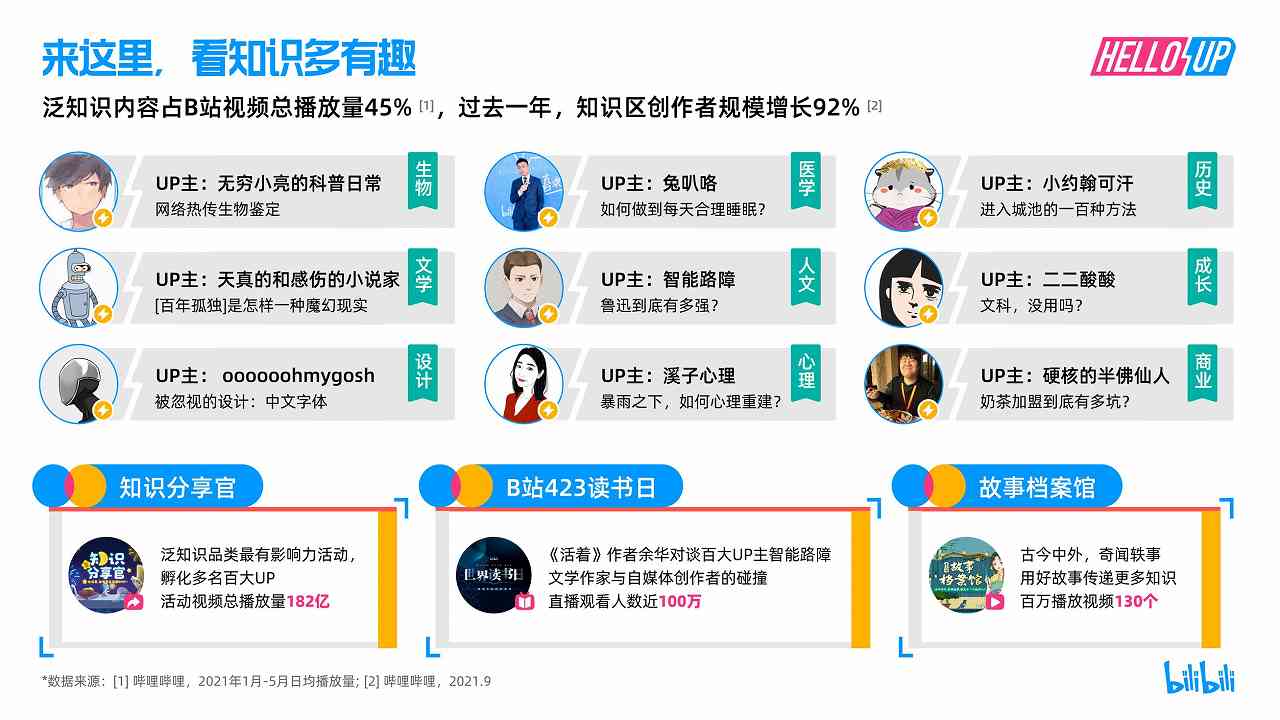 来这里，看知识多有趣
HELLO UP
泛知识内容占B站视频总播放量45% [1]，过去一年，知识区创作者规模增长92% [2]
UP主：无穷小亮的科普日常
网络热传生物鉴定
生物
UP主：兔叭咯
如何做到每天合理睡眠？
医学
UP主：小约翰可汗
进入城池的一百种方法
历史
UP主：天真的和感伤的小说家
[百年孤独]是怎样一种魔幻现实
文学
UP主：智能路障
鲁迅到底有多强？
人文
UP主：二二酸酸
文科，没用吗？
成长
UP主： oooooohmygosh
被忽视的设计：中文字体
设计
UP主：溪子心理
暴雨之下，如何心理重建？
心理
UP主：硬核的半佛仙人
奶茶加盟到底有多坑？
商业
知识分享官
知识
分享官
泛知识品类最有影响力活动，
孵化多名百大UP
活动视频总播放量182亿
B站423读书日
世界读书日
《活着》作者余华对谈百大UP主智能路障
文学作家与自媒体创作者的碰撞
直播观看人数近100万
故事档案馆
故事
档案馆
古今中外，奇闻轶事
用好故事传递更多知识
百万播放视频130个
*数据来源：[1] 哔哩哔哩，2021年1月-5月日均播放量; [2] 哔哩哔哩，2021.9
bilibili